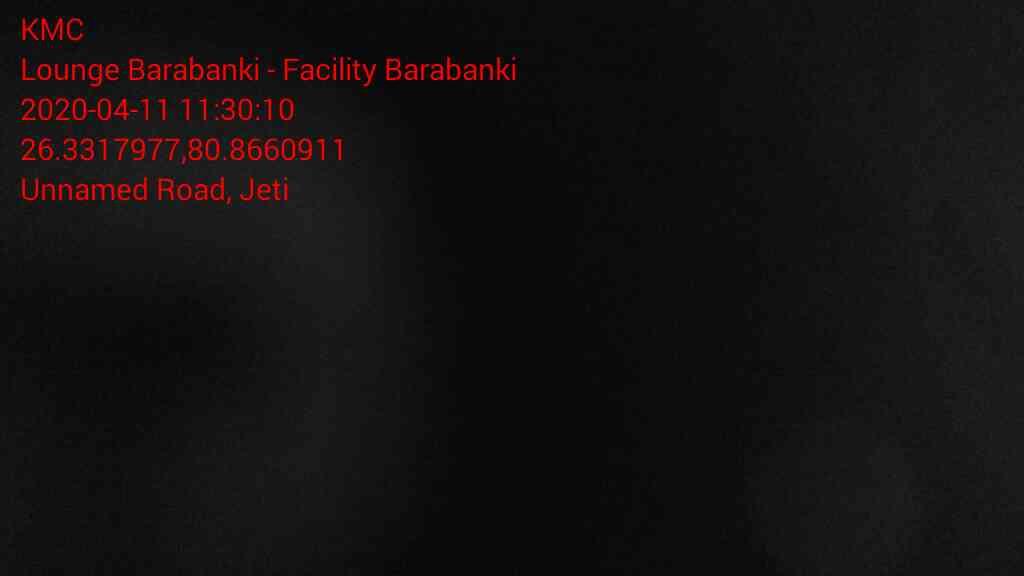 KMC
Lounge Barabanki - Facility Barabanki
2020-04-11 11:30:10
26.3317977,80.8660911
Unnamed Road, Jeti